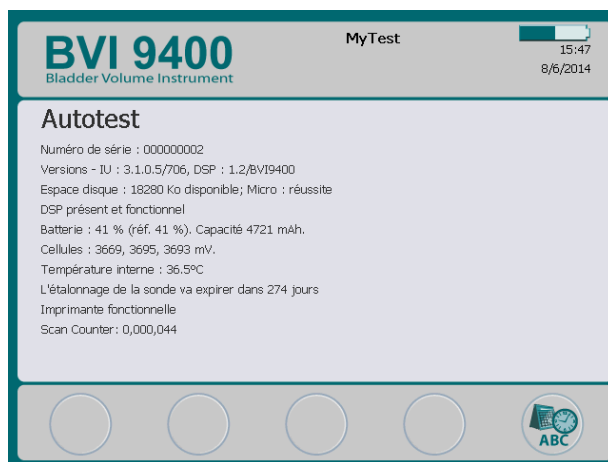 BVI 9400
Bladder Volume Instrument
MyTest
15:47
8/6/2014
Autotest
Numéro de série : 000000002
Versions - IU : 3.1.0.5/706, DSP : 1.2/BVI9400
Espace disque : 18280 Ko disponible; Micro : réussite
DSP présent et fonctionnel
Batterie : 41 % (réf. 41 %). Capacité 4721 mAh.
Cellules : 3669, 3695, 3693 mV.
Température interne : 36.5ºC
L'étalonnage de la sonde va expirer dans 274 jours
Imprimante fonctionnelle
Scan Counter: 0,000,044
ABC